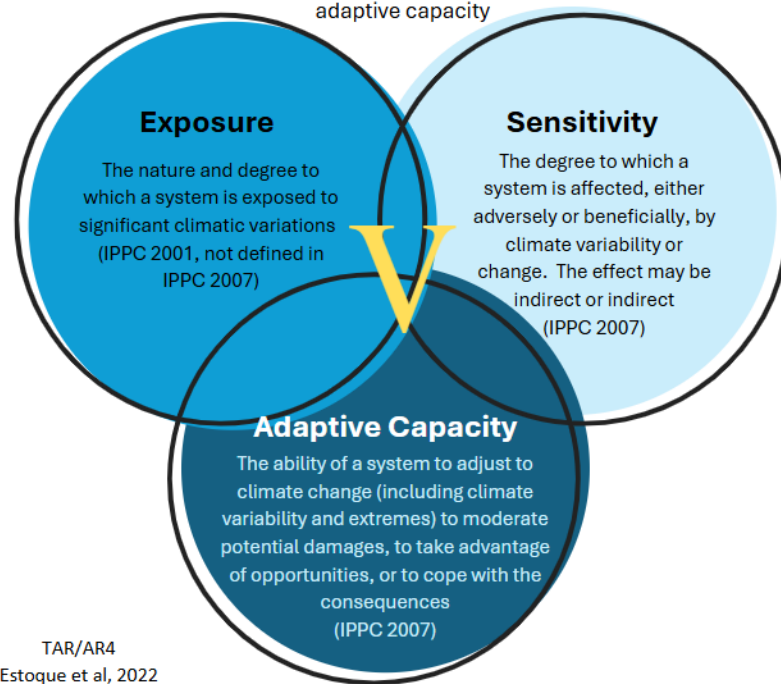 adaptive capacity
Exposure
The nature and degree to
which a system is exposed to
significant climatic variations
(IPPC 2001, not defined in
IPPC 2007)
Sensitivity
The degree to which a
system is affected, either
adversely or beneficially, by
climate variability or
change. The effect may be
indirect or indirect
(IPPC 2007)
V
Adaptive Capacity
The ability of a system to adjust to
climate change (including climate
variability and extremes) to moderate
potential damages, to take advantage
of opportunities, or to cope with the
consequences
(IPPC 2007)
TAR/AR4
Estoque et al, 2022